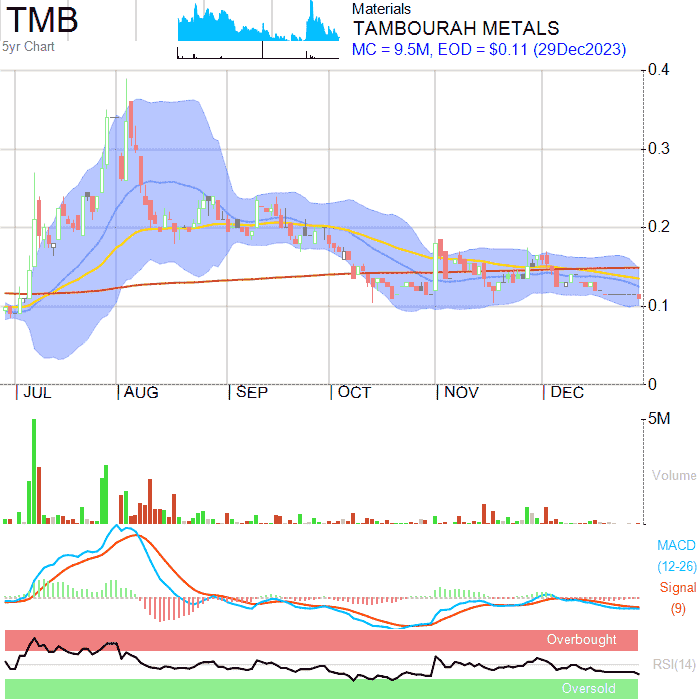 TMB
5yr Chart
Materials
TAMBOURAH METALS
MC = 9.5M, EOD = $0.11 (29Dec2023)
0.4
0.3
0.2
0.1
0
JUL AUG SEP OCT NOV DEC
5M
Volume
MACD
(12-26)
Signal
(9)
Overbought
RSI(14)
Oversold